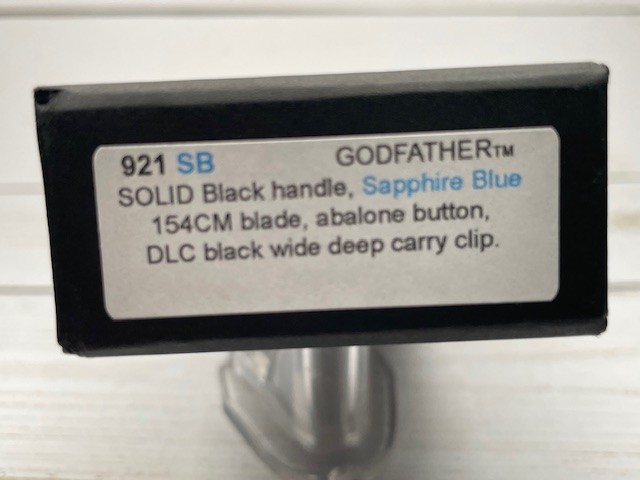 921 SB GODFATHER™
SOLID Black handle, Sapphire Blue
154CM blade, abalone button,
DLC black wide deep carry clip.